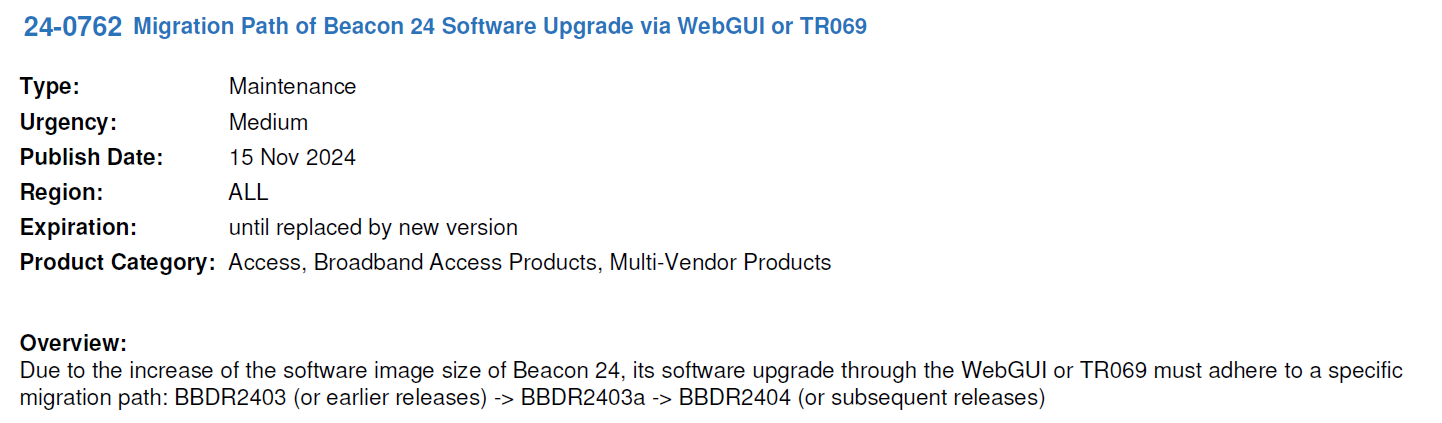 24-0762 Migration Path of Beacon 24 Software Upgrade via WebGUI or TR069
Type: Maintenance
Urgency: Medium
Publish Date: 15 Nov 2024
Region: ALL
Expiration: until replaced by new version
Product Category: Access, Broadband Access Products, Multi-Vendor Products
Overview:
Due to the increase of the software image size of Beacon 24, its software upgrade through the WebGUI or TR069 must adhere to a specific
migration path: BBDR2403 (or earlier releases) -> BBDR2403a -> BBDR2404 (or subsequent releases)